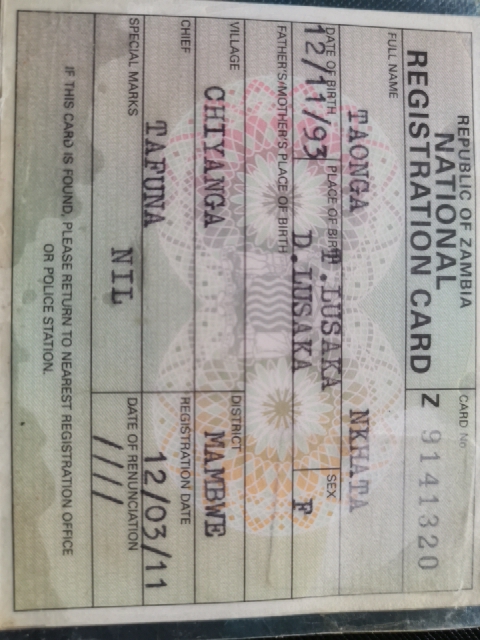 REPUBLIC OF ZAMBIA
NATIONAL
REGISTRATION CARD
CARD No.
Z 9141320
FULL NAME
TAONGA NKHATA
DATE OF BIRTH PLACE OF BIRTH SEX
12/11/93 T.LUSAKA F
D.LUSAKA
FATHER'S/MOTHER'S PLACE OF BIRTH
VILLAGE DISTRICT
CHIYANGA MAMBWE
CHIEF REGISTRATION DATE
TAFUNA 12/03/11
SPECIAL MARKS DATE OF RENUNCIATION
NIL ////
IF THIS CARD IS FOUND, PLEASE RETURN TO NEAREST REGISTRATION OFFICE
OR POLICE STATION.